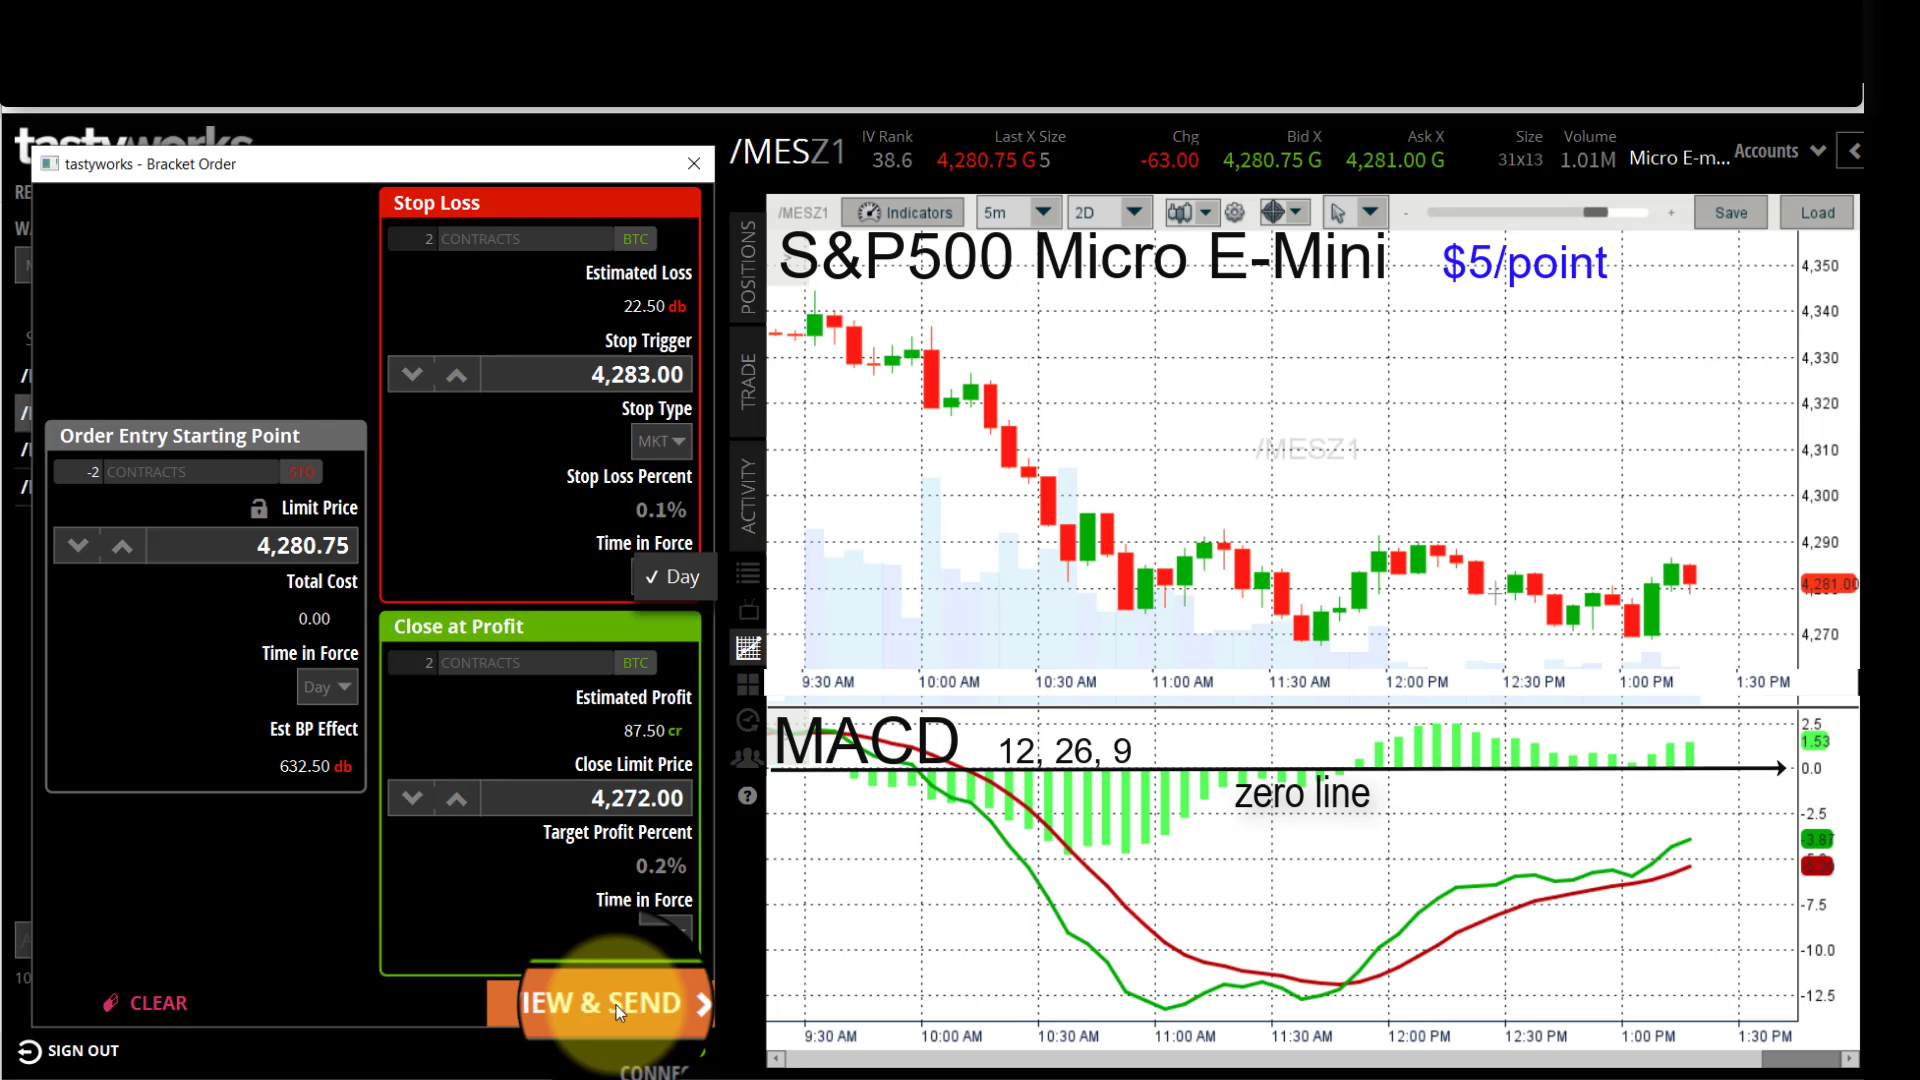 tastyworks
tastyworks - Bracket Order
/MESZ1
IV Rank
38.6
Last X Size
4,280.75 G 5
Chg
-63.00
Bid X
4,280.75 G
Ask X
4,281.00 G
Size
31x13
Volume
1.01M
Micro E-m...
Accounts
RE
W
Stop Loss
2 CONTRACTS BTC
Estimated Loss
22.50 db
Stop Trigger
4,283.00
Stop Type
MKT
Stop Loss Percent
0.1%
Time in Force
✓ Day
Order Entry Starting Point
-2 CONTRACTS STO
Limit Price
4,280.75
Total Cost
0.00
Time in Force
Day
Est BP Effect
632.50 db
Close at Profit
2 CONTRACTS BTC
Estimated Profit
87.50 cr
Close Limit Price
4,272.00
Target Profit Percent
0.2%
Time in Force
CLEAR
IEW & SEND
SIGN OUT
CONNEC
10
POSITIONS
TRADE
ACTIVITY
/MESZ1
Indicators
5m
2D
-
+
Save
Load
S&P500 Micro E-Mini
$5/point
/MESZ1
4,350
4,340
4,330
4,320
4,310
4,300
4,290
4,281.00
4,270
9:30 AM
10:00 AM
10:30 AM
11:00 AM
11:30 AM
12:00 PM
12:30 PM
1:00 PM
1:30 PM
MACD
12, 26, 9
zero line
2.5
1.53
0.0
-2.5
-3.87
-7.5
-10.0
-12.5
9:30 AM
10:00 AM
10:30 AM
11:00 AM
11:30 AM
12:00 PM
12:30 PM
1:00 PM
1:30 PM